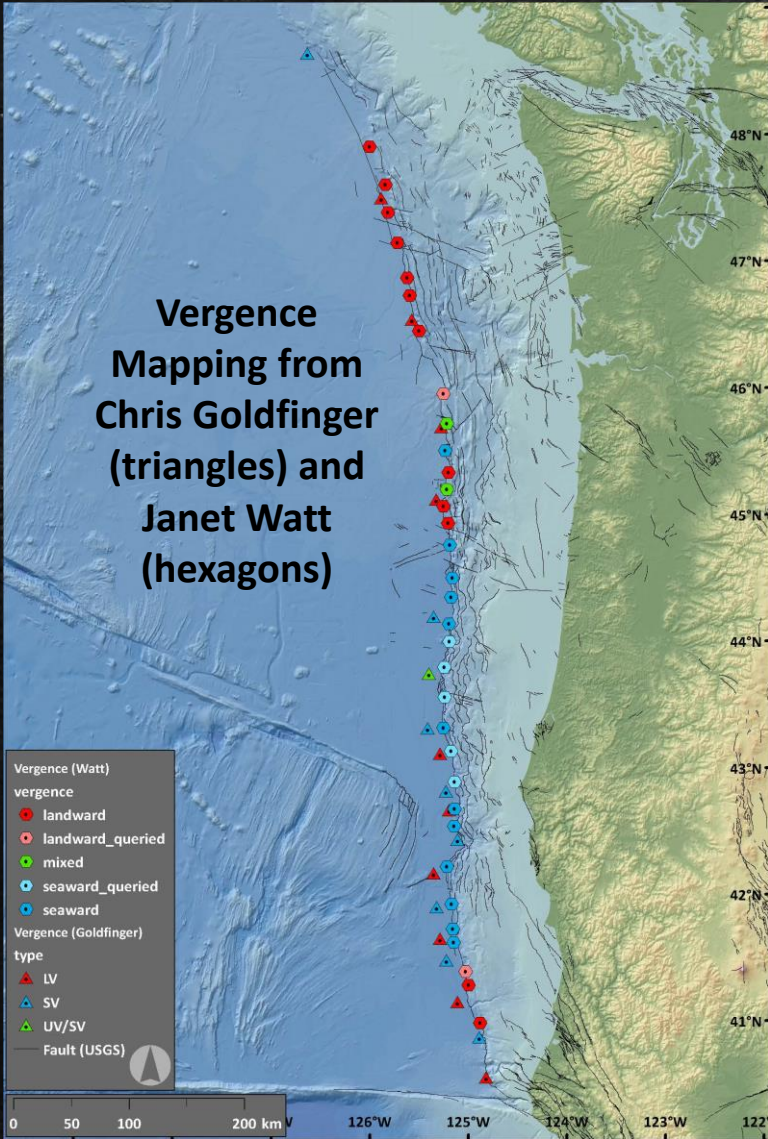 48°N
47°N
Vergence
Mapping from
Chris Goldfinger
(triangles) and
Janet Watt
(hexagons)
46°N
45°N
44°N
43°N
42°N
41°N
Vergence (Watt)
vergence
landward
landward_queried
mixed
seaward_queried
seaward
Vergence (Goldfinger)
type
LV
SV
UV/SV
Fault (USGS)
0 50 100 200 km
126°W 125°W 124°W 123°W 122°